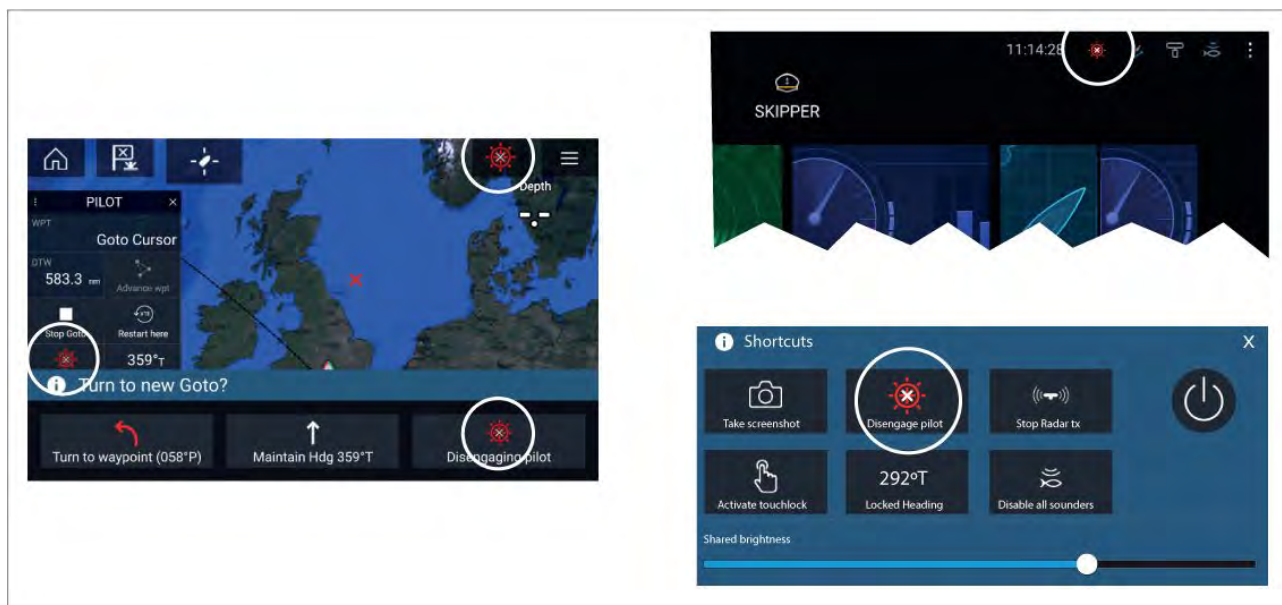 Depth
PILOT
WPT
Goto Cursor
DTW
583.3 nm
Advance wpt
XTE
Stop Goto
Restart here
359°T
Turn to new Goto?
Turn to waypoint (058°P)
Maintain Hdg 359°T
Disengaging pilot
11:14:28
SKIPPER
Shortcuts
X
Take screenshot
Disengage pilot
Stop Radar tx
Activate touchlock
292°T
Locked Heading
Disable all sounders
Shared brightness